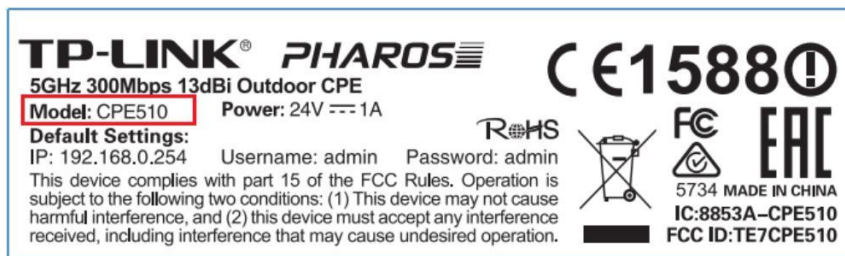 TP-LINK® PHAROS
CE1588
5GHz 300Mbps 13dBi Outdoor CPE
Model: CPE510 Power: 24V ⎓ 1A
Default Settings:
RoHS FC EAC
IP: 192.168.0.254 Username: admin Password: admin
This device complies with part 15 of the FCC Rules. Operation is
subject to the following two conditions: (1) This device may not cause
harmful interference, and (2) this device must accept any interference
received, including interference that may cause undesired operation.
5734 MADE IN CHINA
IC:8853A-CPE510
FCC ID:TE7CPE510